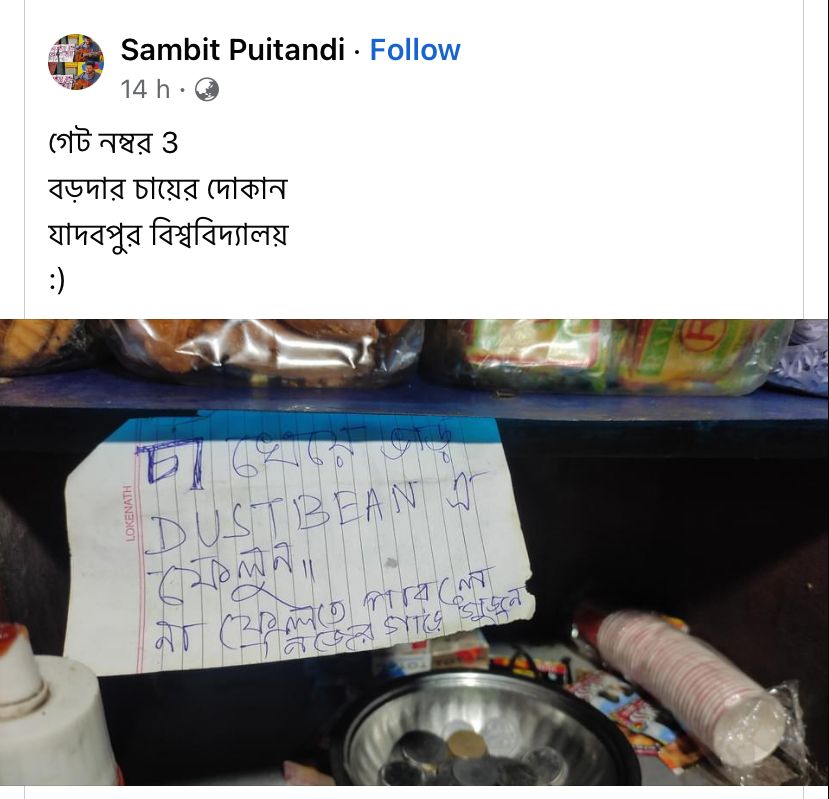 Sambit Puitandi · Follow
14 h ·
গেট নম্বর 3
বড়দার চায়ের দোকান
যাদবপুর বিশ্ববিদ্যালয়
:)
চা খেয়ে ভাড়
DUSTBEAN এ
ফেলুন॥
না ফেলতে পারলে
নিজের গাড়ে গুজুন
LOKENATH